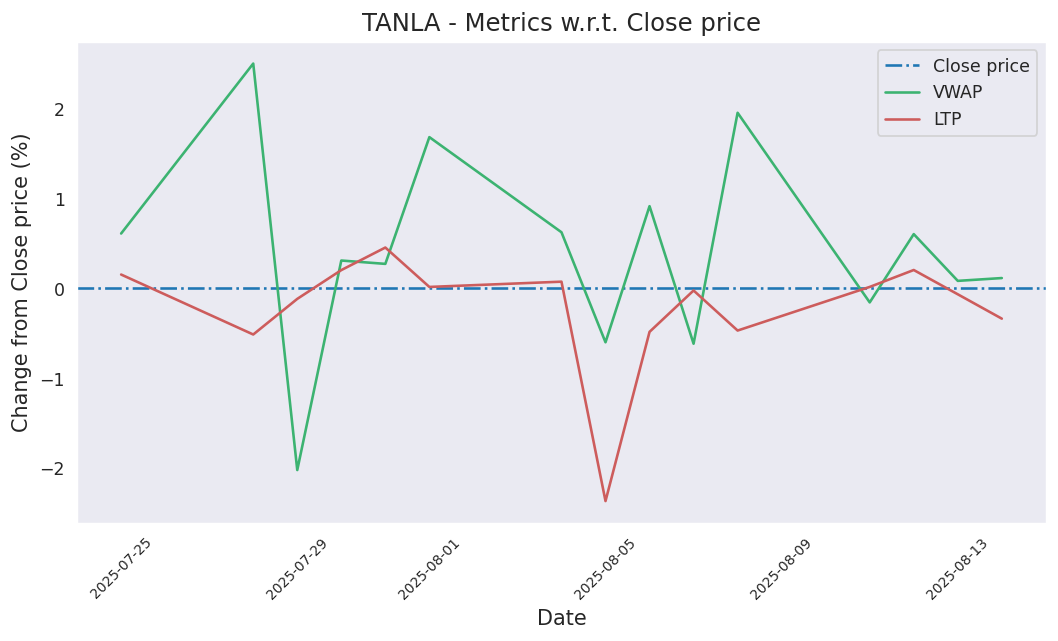 TANLA - Metrics w.r.t. Close price
Close price
VWAP
LTP
Change from Close price (%)
2
1
0
−1
−2
2025-07-25
2025-07-29
2025-08-01
2025-08-05
2025-08-09
2025-08-13
Date